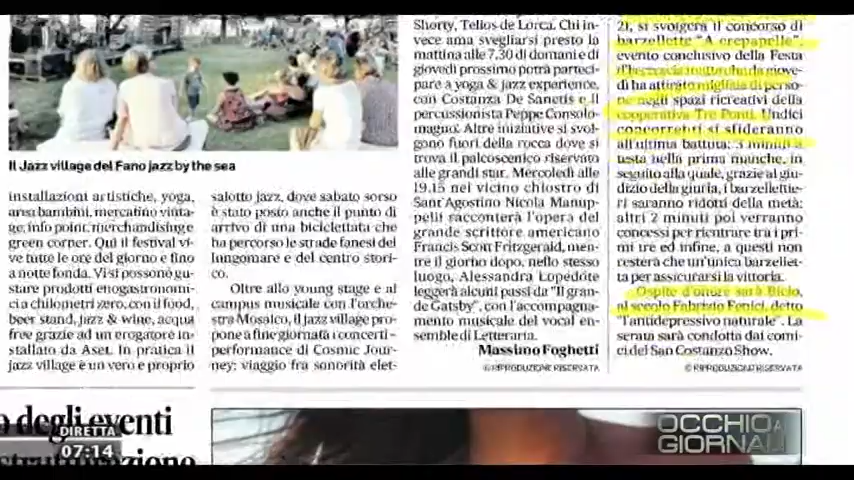 Il Jazz village del Fano jazz by the sea
installazioni artistiche, yoga,
area bambini, mercatino vinta-
ge, info point, merchandisinge
green corner. Qui il festival vi-
ve tutte le ore del giorno e fino
a notte fonda. Vi si possono gu-
stare prodotti enogastronomi-
ci a chilometri zero, con il food,
beer stand, jazz & wine, acqua
free grazie ad un erogatore in-
stallato da Aset. In pratica il
jazz village è un vero e proprio
salotto jazz, dove sabato sorso
è stato posto anche il punto di
arrivo di una biciclettata che
ha percorso le strade fanesi del
lungomare e del centro stori-
co.
Oltre allo young stage e al
campus musicale con l'orche-
stra Mosaico, il jazz village pro-
pone a fine giornata i concerti-
performance di Cosmic Jour-
ney: viaggio fra sonorità elet-
Shorty, Tellos de Lorca. Chi in-
vece ama svegliarsi presto la
mattina alle 7.30 di domani e di
giovedì prossimo potrà parteci-
pare a yoga & jazz experience,
con Costanza De Sanctis e il
percussionista Peppe Consolo-
magno. Altre iniziative si svol-
gono fuori della rocca dove si
trova il palcoscenico riservato
alle grandi star. Mercoledì alle
19.15 nel vicino chiostro di
Sant'Agostino Nicola Manup-
pelli racconterà l'opera del
grande scrittore americano
Francis Scott Fritzgerald, men-
tre il giorno dopo, nello stesso
luogo, Alessandra Lopedote
leggerà alcuni passi da "Il gran-
de Gatsby", con l'accompagna-
mento musicale del vocal en-
semble di Letteraria.
Massimo Foghetti
© RIPRODUZIONE RISERVATA
2), si svolgerà il concorso di
barzellette "A crepapelle",
evento conclusivo della Festa
da giove-
dì ha attirato migliaia di perso-
ne negli spazi ricreativi della
cooperativa Tre Ponti. Undici
concorrenti si sfideranno
all'ultima battuta: 3 minuti a
testa nella prima manche, in
seguito alla quale, grazie al giu-
dizio della giuria, i barzellettie-
ri saranno ridotti della metà;
altri 2 minuti poi verranno
concessi per rientrare tra i pri-
mi tre ed infine, a questi non
resterà che un'unica barzellet-
ta per assicurarsi la vittoria.
Ospite d'onore sarà Bicio,
al secolo Fabrizio Fenici, detto
"l'antidepressivo naturale". La
serata sarà condotta dai comi-
ci del San Costanzo Show.
© RIPRODUZIONE RISERVATA
o degli eventi
DIRETTA
07:14
OCCHIO AI
GIORNALI